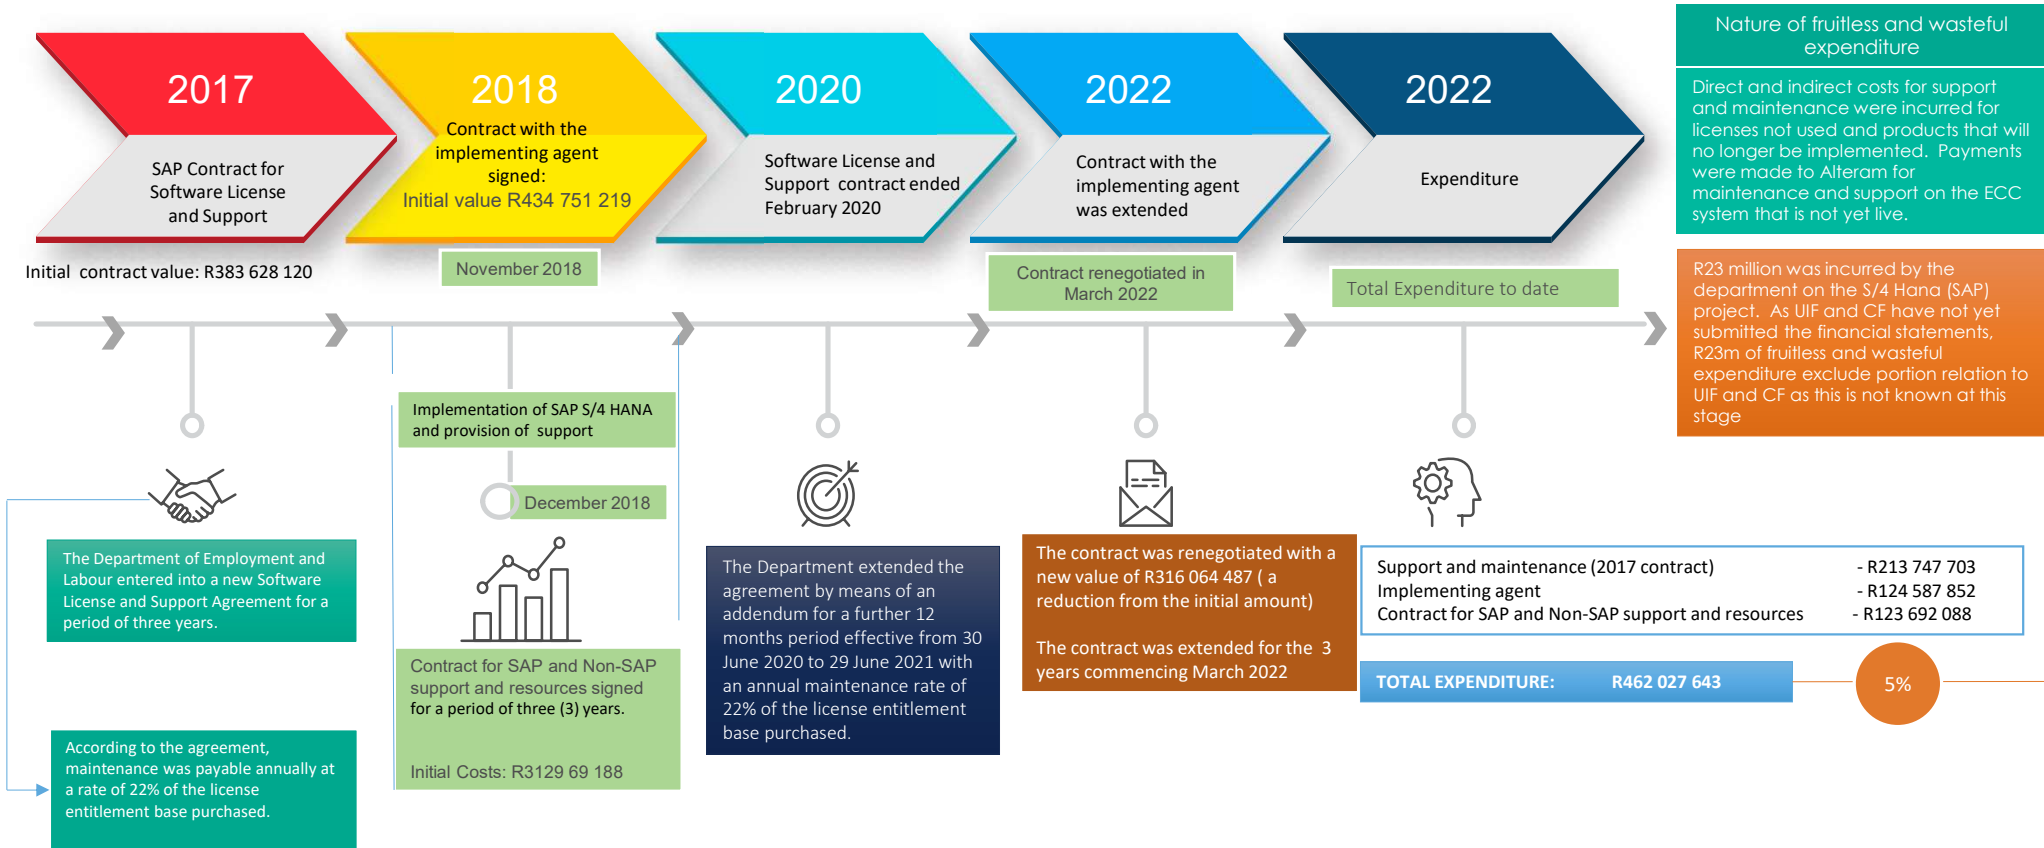 2017
SAP Contract for
Software License
and Support
Initial contract value: R383 628 120
2018
Contract with the
implementing agent
signed:
Initial value R434 751 219
November 2018
2020
Software License and
Support contract ended
February 2020
2022
Contract with the
implementing agent
was extended
Contract renegotiated in
March 2022
2022
Expenditure
Total Expenditure to date
Nature of fruitless and wasteful
expenditure
Direct and indirect costs for support
and maintenance were incurred for
licenses not used and products that will
no longer be implemented. Payments
were made to Alteram for
maintenance and support on the ECC
system that is not yet live.
R23 million was incurred by the
department on the S/4 Hana (SAP)
project. As UIF and CF have not yet
submitted the financial statements,
R23m of fruitless and wasteful
expenditure exclude portion relation to
UIF and CF as this is not known at this
stage
The Department of Employment and
Labour entered into a new Software
License and Support Agreement for a
period of three years.
According to the agreement,
maintenance was payable annually at
a rate of 22% of the license
entitlement base purchased.
Implementation of SAP S/4 HANA
and provision of support
December 2018
Contract for SAP and Non-SAP
support and resources signed
for a period of three (3) years.
Initial Costs: R3129 69 188
The Department extended the
agreement by means of an
addendum for a further 12
months period effective from 30
June 2020 to 29 June 2021 with
an annual maintenance rate of
22% of the license entitlement
base purchased.
The contract was renegotiated with a
new value of R316 064 487 ( a
reduction from the initial amount)
The contract was extended for the 3
years commencing March 2022
Support and maintenance (2017 contract) - R213 747 703
Implementing agent - R124 587 852
Contract for SAP and Non-SAP support and resources - R123 692 088
TOTAL EXPENDITURE: R462 027 643
5%